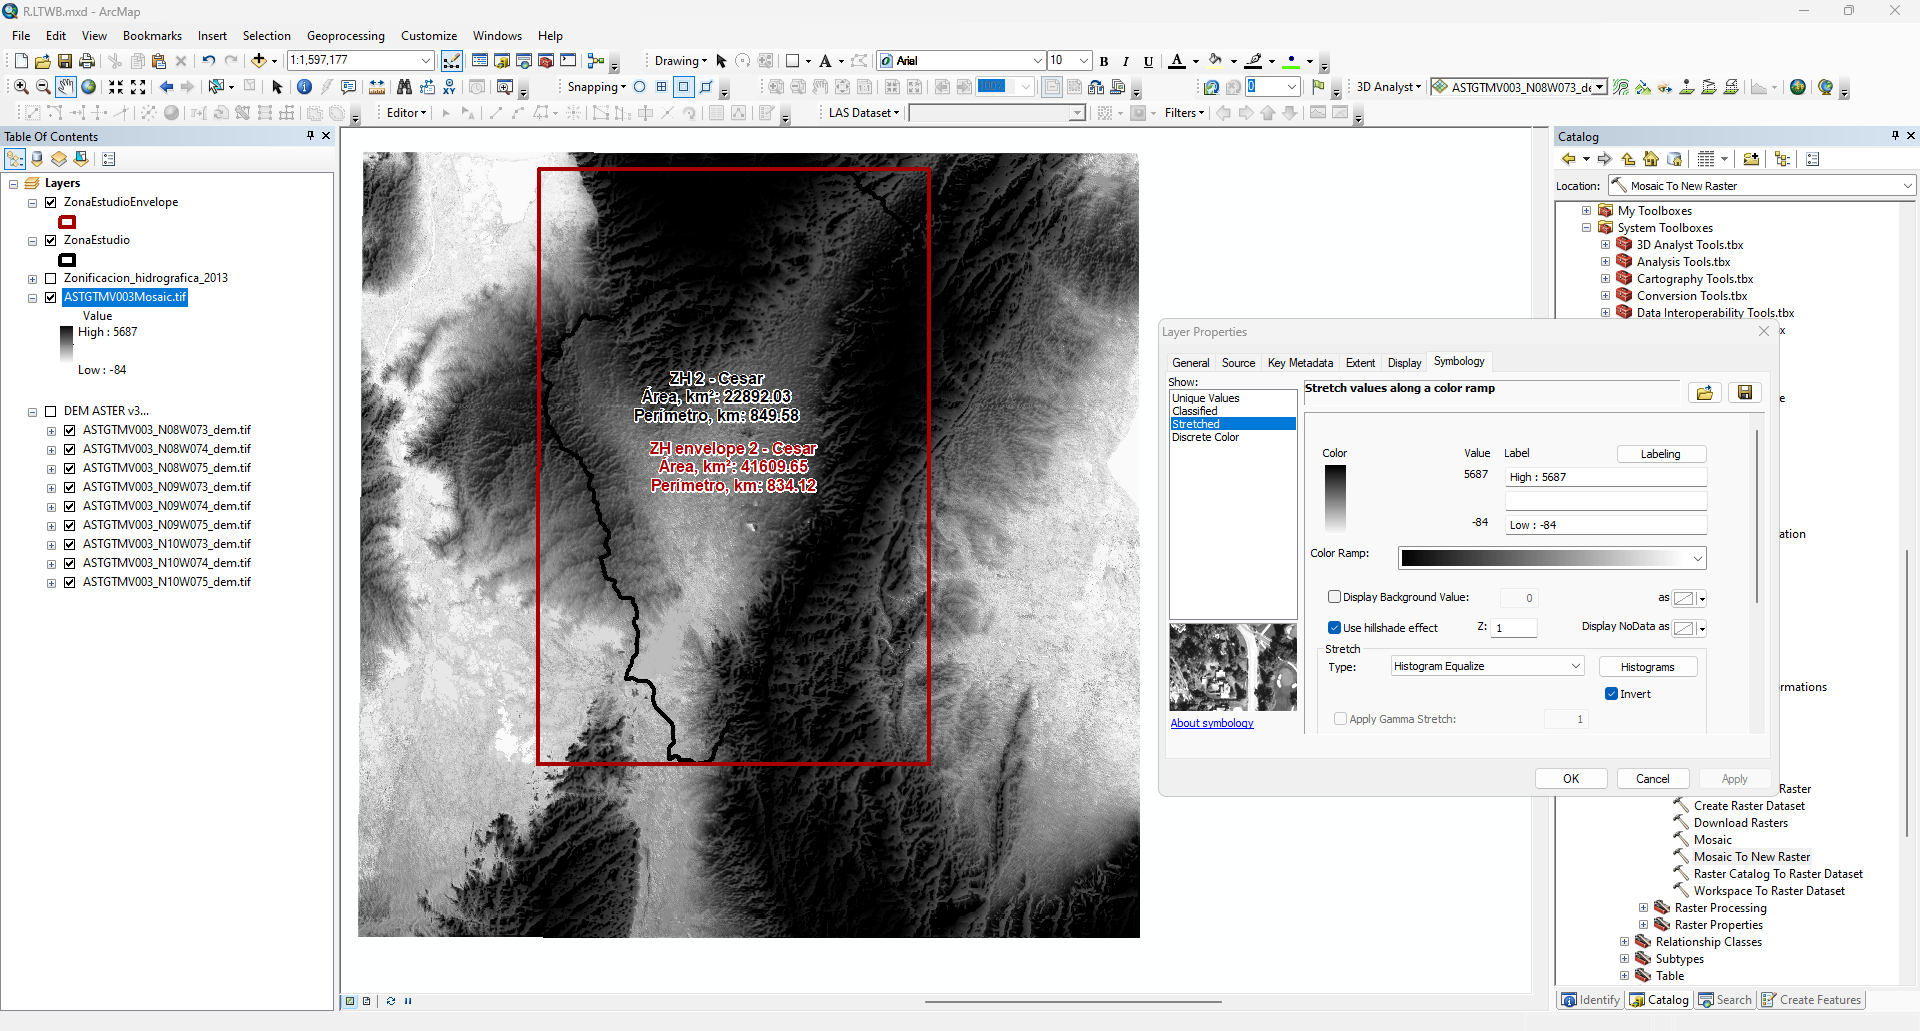 R.LTWB.mxd - ArcMap
File Edit View Bookmarks Insert Selection Geoprocessing Customize Windows Help
1:1,597,177
Drawing
Arial
10
B I U A
Snapping
100%
0
3D Analyst
ASTGTMV003_N08W073_de
Editor
LAS Dataset
Filters
Table Of Contents
Layers
ZonaEstudioEnvelope
ZonaEstudio
Zonificacion_hidrografica_2013
ASTGTMV003Mosaic.tif
Value
High : 5687
Low : -84
DEM ASTER v3...
ASTGTMV003_N08W073_dem.tif
ASTGTMV003_N08W074_dem.tif
ASTGTMV003_N08W075_dem.tif
ASTGTMV003_N09W073_dem.tif
ASTGTMV003_N09W074_dem.tif
ASTGTMV003_N09W075_dem.tif
ASTGTMV003_N10W073_dem.tif
ASTGTMV003_N10W074_dem.tif
ASTGTMV003_N10W075_dem.tif
ZH 2 - Cesar
Área, km²: 22892.03
Perímetro, km: 849.58
ZH envelope 2 - Cesar
Área, km²: 41609.65
Perímetro, km: 834.12
Layer Properties
General Source Key Metadata Extent Display Symbology
Show:
Unique Values
Classified
Stretched
Discrete Color
About symbology
Stretch values along a color ramp
Color Value Label Labeling
5687 High : 5687
-84 Low : -84
Color Ramp:
Display Background Value: 0 as
Use hillshade effect Z: 1 Display NoData as
Stretch
Type: Histogram Equalize Histograms
Invert
Apply Gamma Stretch: 1
OK Cancel Apply
Catalog
Location: Mosaic To New Raster
My Toolboxes
System Toolboxes
3D Analyst Tools.tbx
Analysis Tools.tbx
Cartography Tools.tbx
Conversion Tools.tbx
Data Interoperability Tools.tbx
x
e
ation
rmations
Raster
Create Raster Dataset
Download Rasters
Mosaic
Mosaic To New Raster
Raster Catalog To Raster Dataset
Workspace To Raster Dataset
Raster Processing
Raster Properties
Relationship Classes
Subtypes
Table
Identify Catalog Search Create Features